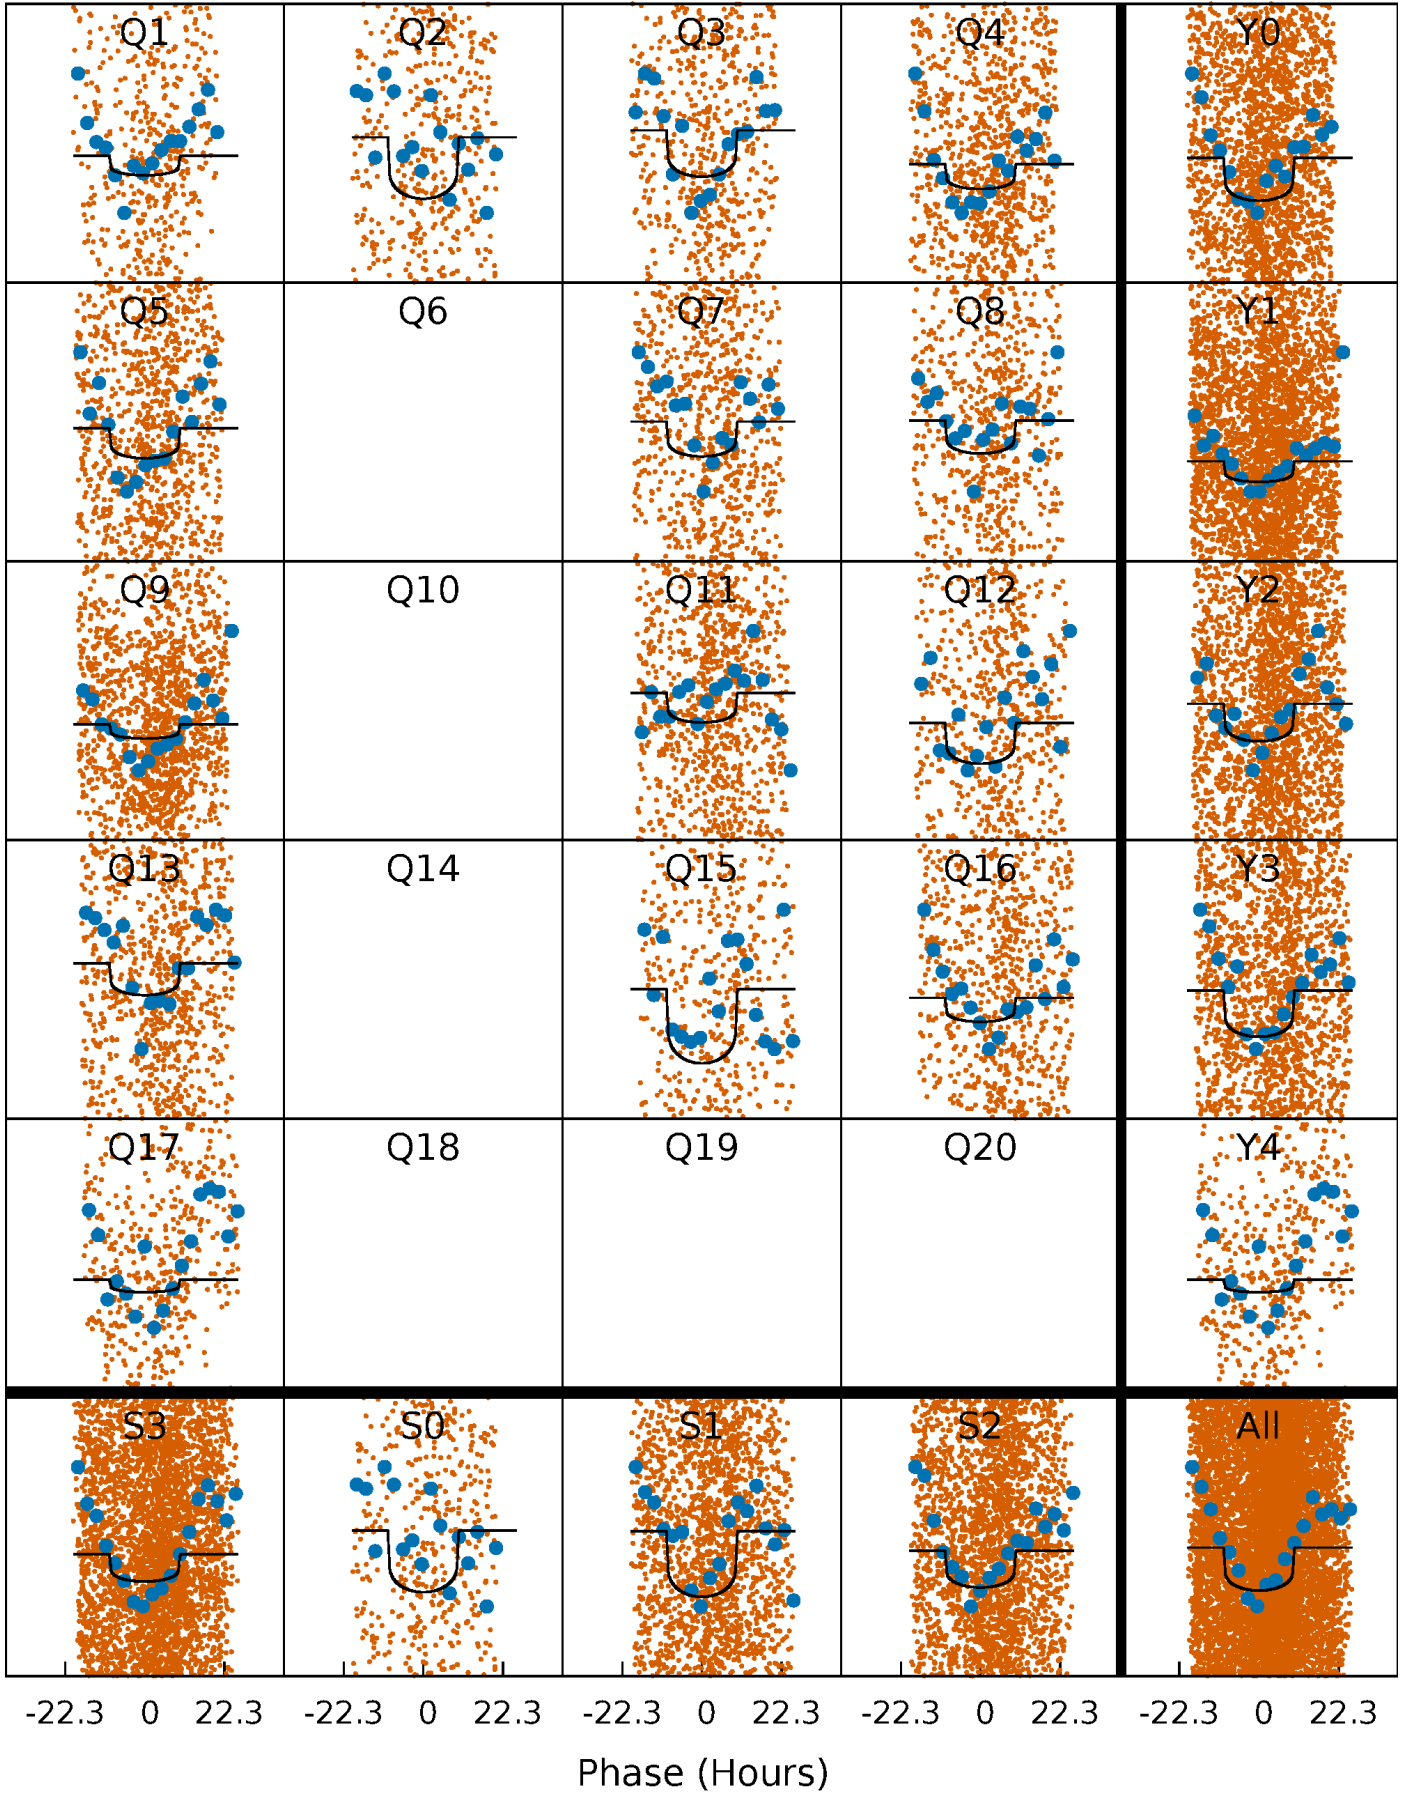 Q1 Q2 Q3 Q4 Y0
Q5 Q6 Q7 Q8 Y1
Q9 Q10 Q11 Q12 Y2
Q13 Q14 Q15 Q16 Y3
Q17 Q18 Q19 Q20 Y4
S3 S0 S1 S2 All
-22.3 0 22.3 -22.3 0 22.3 -22.3 0 22.3 -22.3 0 22.3 -22.3 0 22.3
Phase (Hours)